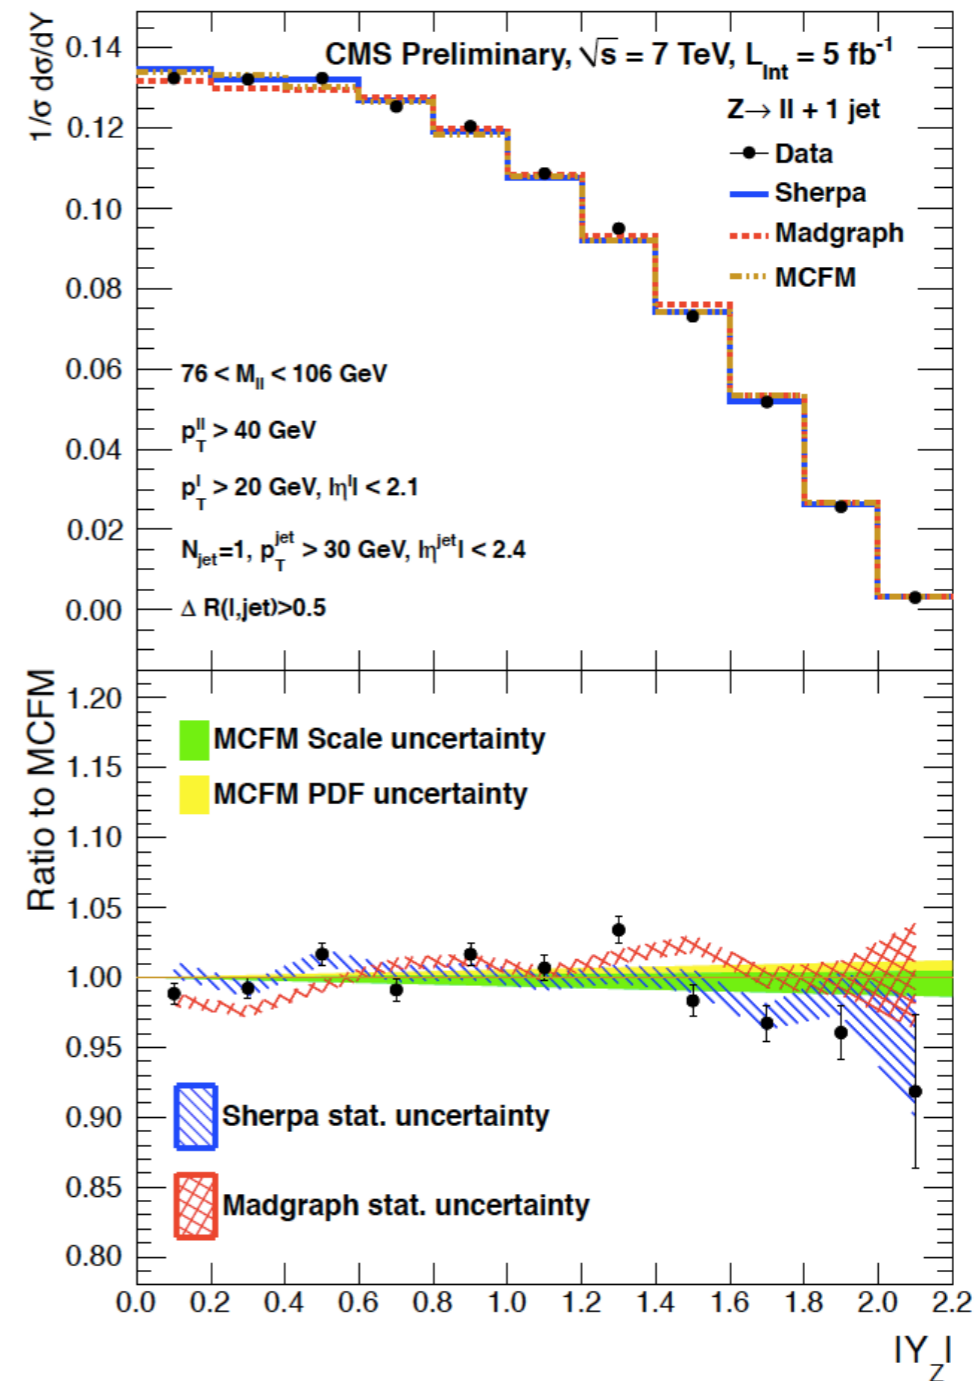 1/σ dσ/dY
CMS Preliminary, √s = 7 TeV, L_Int = 5 fb⁻¹
Z→ ll + 1 jet
Data
Sherpa
Madgraph
MCFM
0.14
0.12
0.10
0.08
0.06
0.04
0.02
0.00
76 < M_ll < 106 GeV
p_T^ll > 40 GeV
p_T^l > 20 GeV, |η^l| < 2.1
N_jet=1, p_T^jet > 30 GeV, |η^jet| < 2.4
Δ R(l,jet)>0.5
Ratio to MCFM
1.20
1.15
1.10
1.05
1.00
0.95
0.90
0.85
0.80
MCFM Scale uncertainty
MCFM PDF uncertainty
Sherpa stat. uncertainty
Madgraph stat. uncertainty
0.0 0.2 0.4 0.6 0.8 1.0 1.2 1.4 1.6 1.8 2.0 2.2
|Y_Z|